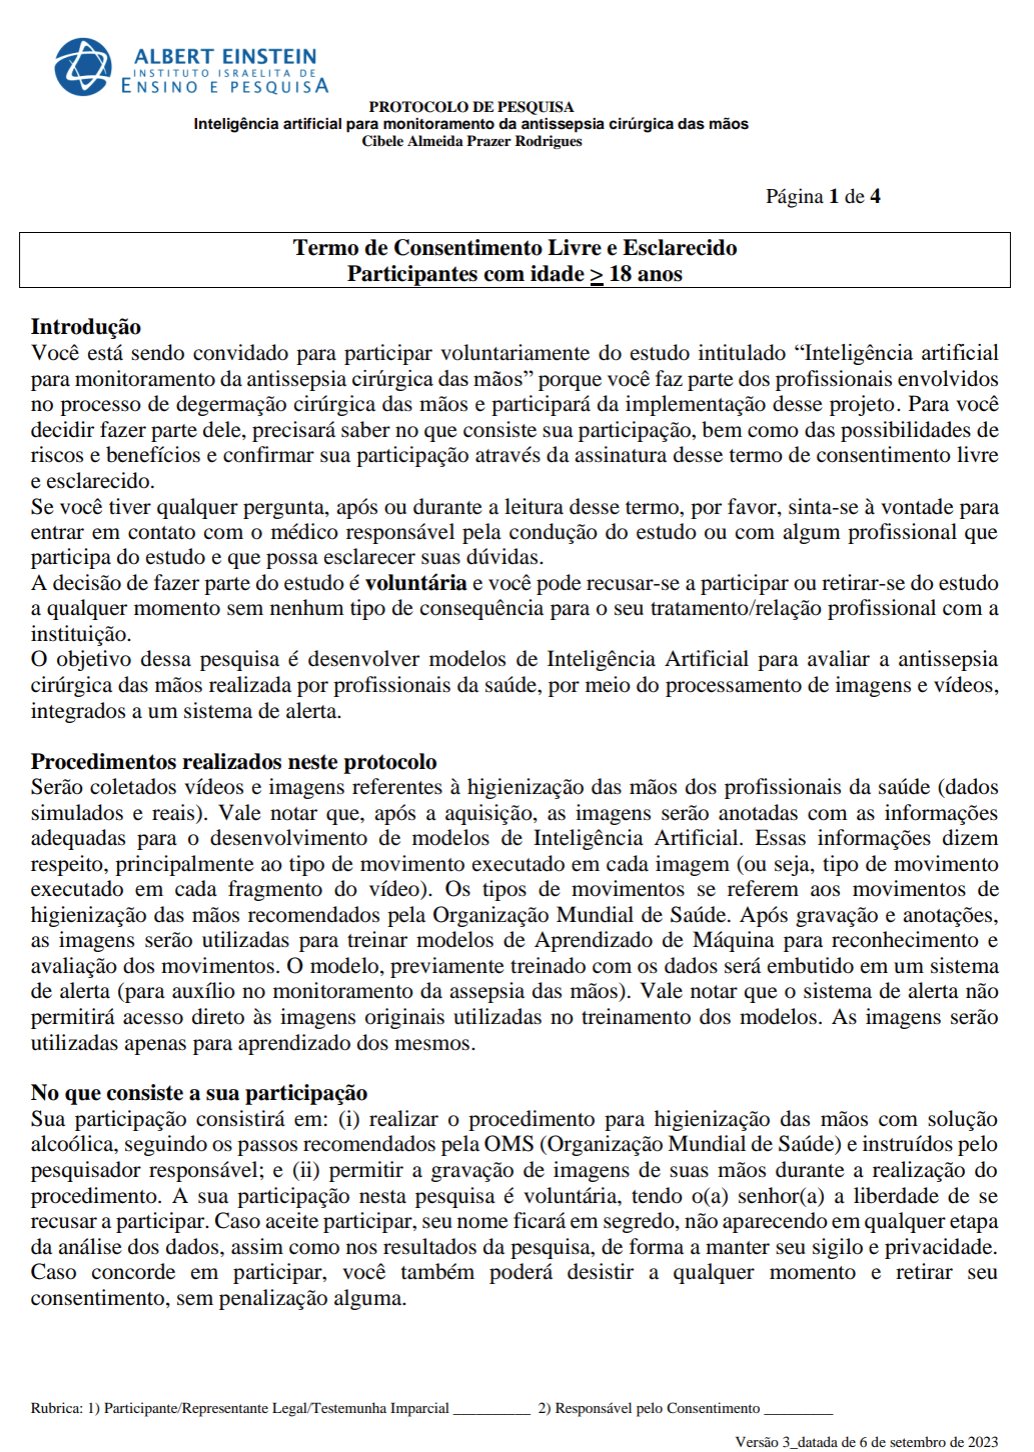 ALBERT EINSTEIN
INSTITUTO ISRAELITA DE
ENSINO E PESQUISA
PROTOCOLO DE PESQUISA
Inteligência artificial para monitoramento da antissepsia cirúrgica das mãos
Cibele Almeida Prazer Rodrigues
Página 1 de 4
Termo de Consentimento Livre e Esclarecido
Participantes com idade > 18 anos
Introdução
Você está sendo convidado para participar voluntariamente do estudo intitulado “Inteligência artificial
para monitoramento da antissepsia cirúrgica das mãos” porque você faz parte dos profissionais envolvidos
no processo de degermação cirúrgica das mãos e participará da implementação desse projeto. Para você
decidir fazer parte dele, precisará saber no que consiste sua participação, bem como das possibilidades de
riscos e benefícios e confirmar sua participação através da assinatura desse termo de consentimento livre
e esclarecido.
Se você tiver qualquer pergunta, após ou durante a leitura desse termo, por favor, sinta-se à vontade para
entrar em contato com o médico responsável pela condução do estudo ou com algum profissional que
participa do estudo e que possa esclarecer suas dúvidas.
A decisão de fazer parte do estudo é voluntária e você pode recusar-se a participar ou retirar-se do estudo
a qualquer momento sem nenhum tipo de consequência para o seu tratamento/relação profissional com a
instituição.
O objetivo dessa pesquisa é desenvolver modelos de Inteligência Artificial para avaliar a antissepsia
cirúrgica das mãos realizada por profissionais da saúde, por meio do processamento de imagens e vídeos,
integrados a um sistema de alerta.
Procedimentos realizados neste protocolo
Serão coletados vídeos e imagens referentes à higienização das mãos dos profissionais da saúde (dados
simulados e reais). Vale notar que, após a aquisição, as imagens serão anotadas com as informações
adequadas para o desenvolvimento de modelos de Inteligência Artificial. Essas informações dizem
respeito, principalmente ao tipo de movimento executado em cada imagem (ou seja, tipo de movimento
executado em cada fragmento do vídeo). Os tipos de movimentos se referem aos movimentos de
higienização das mãos recomendados pela Organização Mundial de Saúde. Após gravação e anotações,
as imagens serão utilizadas para treinar modelos de Aprendizado de Máquina para reconhecimento e
avaliação dos movimentos. O modelo, previamente treinado com os dados será embutido em um sistema
de alerta (para auxílio no monitoramento da assepsia das mãos). Vale notar que o sistema de alerta não
permitirá acesso direto às imagens originais utilizadas no treinamento dos modelos. As imagens serão
utilizadas apenas para aprendizado dos mesmos.
No que consiste a sua participação
Sua participação consistirá em: (i) realizar o procedimento para higienização das mãos com solução
alcoólica, seguindo os passos recomendados pela OMS (Organização Mundial de Saúde) e instruídos pelo
pesquisador responsável; e (ii) permitir a gravação de imagens de suas mãos durante a realização do
procedimento. A sua participação nesta pesquisa é voluntária, tendo o(a) senhor(a) a liberdade de se
recusar a participar. Caso aceite participar, seu nome ficará em segredo, não aparecendo em qualquer etapa
da análise dos dados, assim como nos resultados da pesquisa, de forma a manter seu sigilo e privacidade.
Caso concorde em participar, você também poderá desistir a qualquer momento e retirar seu
consentimento, sem penalização alguma.
Rubrica: 1) Participante/Representante Legal/Testemunha Imparcial __________ 2) Responsável pelo Consentimento _________
Versão 3_datada de 6 de setembro de 2023